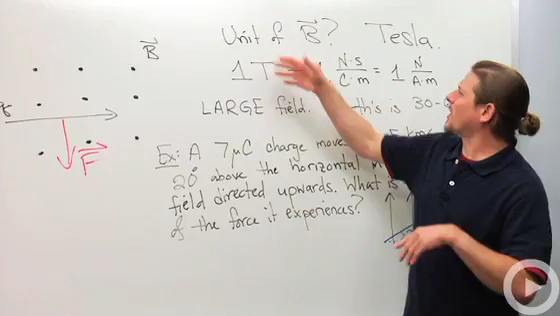 B
Unit of B? Tesla.
1 T N·s/C·m = 1 N/A·m
LARGE field. this is 30-
F
Ex: A 7μC charge moves
20° above the horizontal
field directed upwards. What is
of the force it experiences?